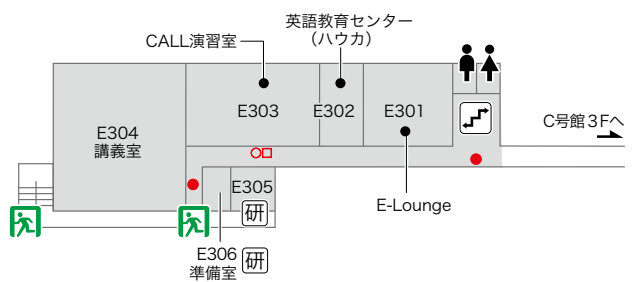 英語教育センター
(ハウカ)
CALL演習室
E303
E302
E301
E304
講義室
C号館3Fへ
E305
研
E-Lounge
E306
準備室
研